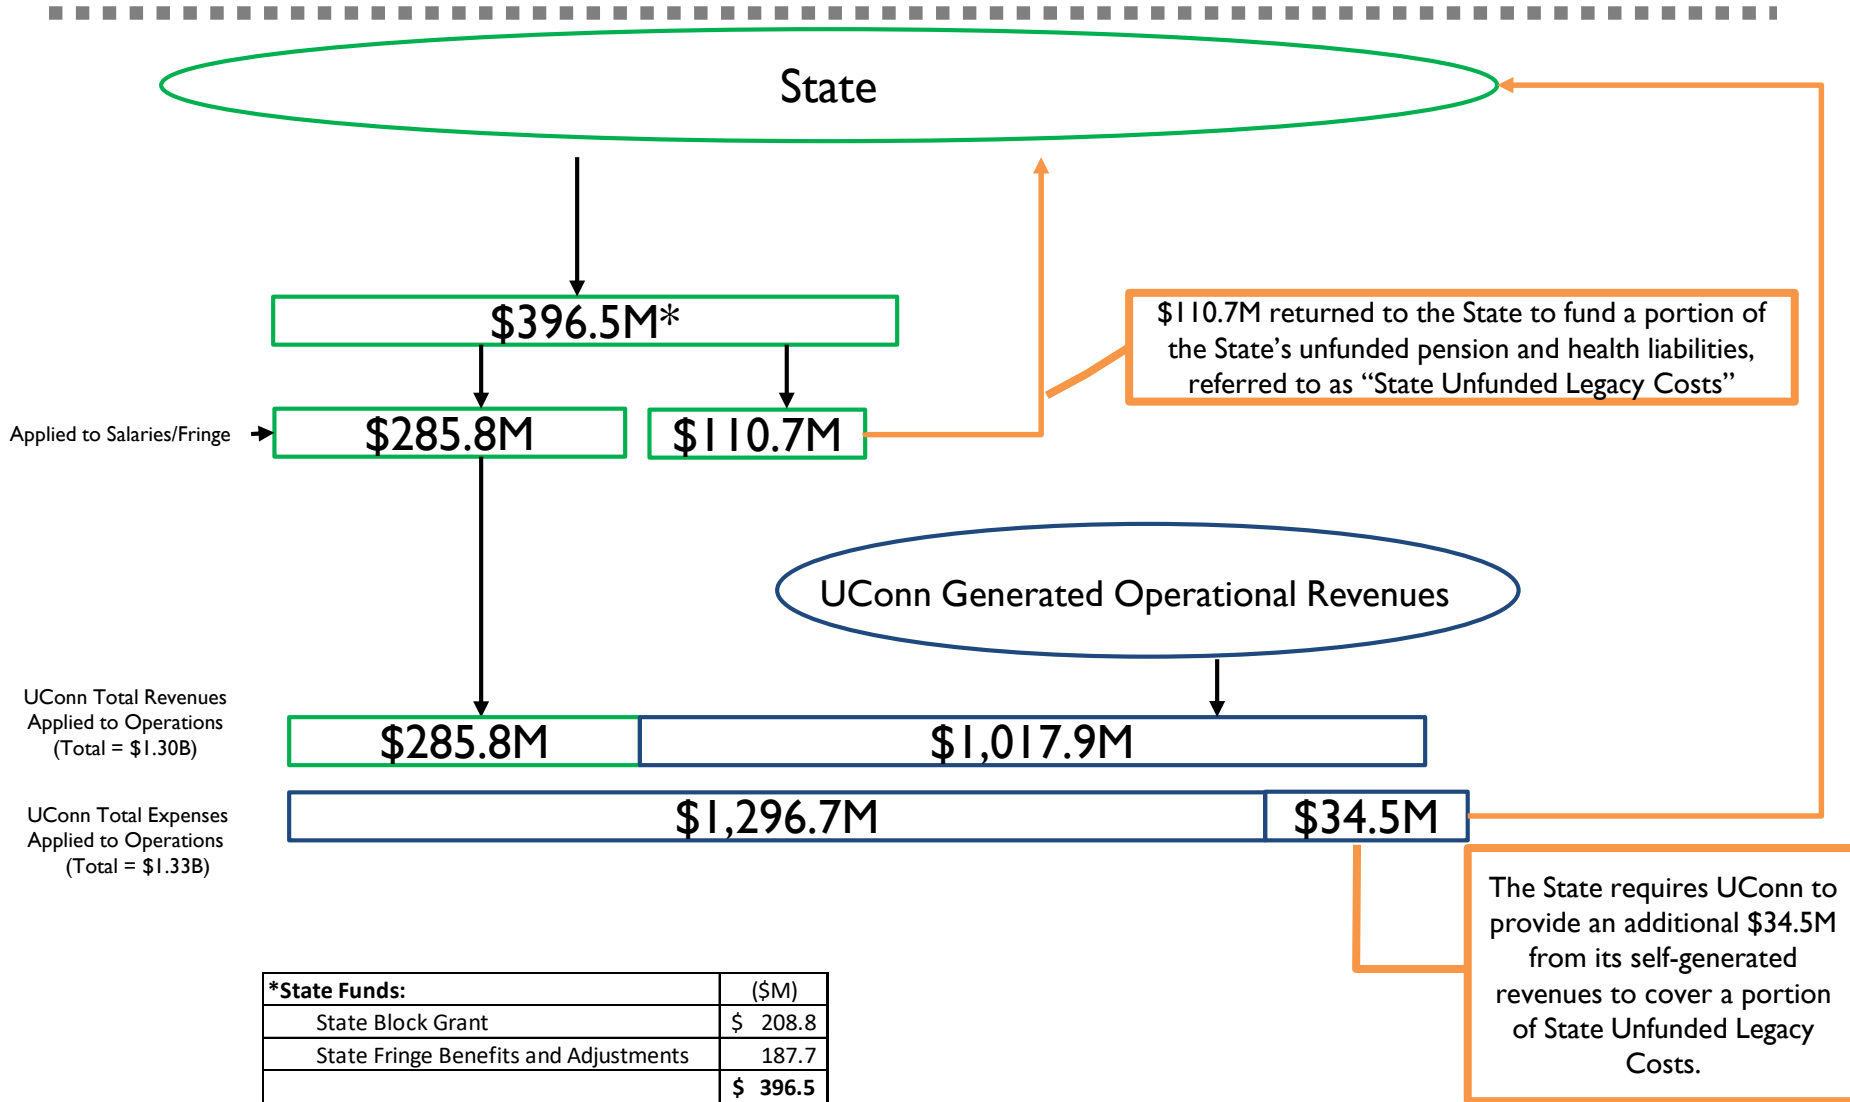 State
$396.5M*
$110.7M returned to the State to fund a portion of
the State's unfunded pension and health liabilities,
referred to as “State Unfunded Legacy Costs”
Applied to Salaries/Fringe
$285.8M
$110.7M
UConn Generated Operational Revenues
UConn Total Revenues
Applied to Operations
(Total = $1.30B)
$285.8M
$1,017.9M
UConn Total Expenses
Applied to Operations
(Total = $1.33B)
$1,296.7M
$34.5M
The State requires UConn to
provide an additional $34.5M
from its self-generated
revenues to cover a portion
of State Unfunded Legacy
Costs.
*State Funds: ($M)
State Block Grant $ 208.8
State Fringe Benefits and Adjustments 187.7
$ 396.5